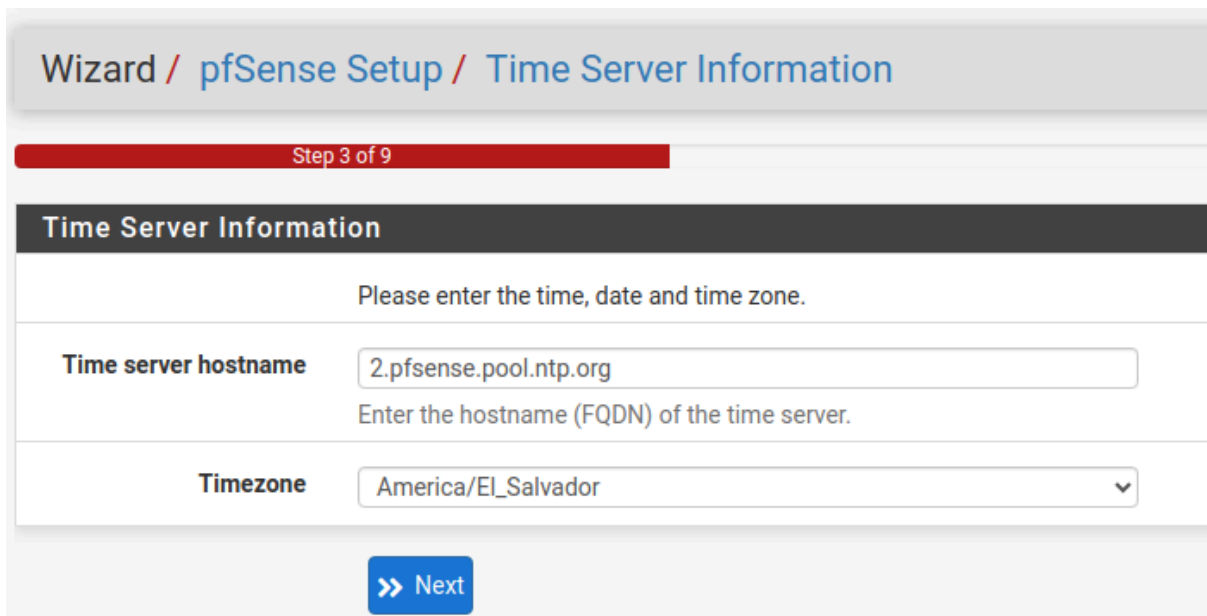 Wizard / pfSense Setup / Time Server Information
Step 3 of 9
Time Server Information
Please enter the time, date and time zone.
Time server hostname
2.pfsense.pool.ntp.org
Enter the hostname (FQDN) of the time server.
Timezone
America/El_Salvador
Next